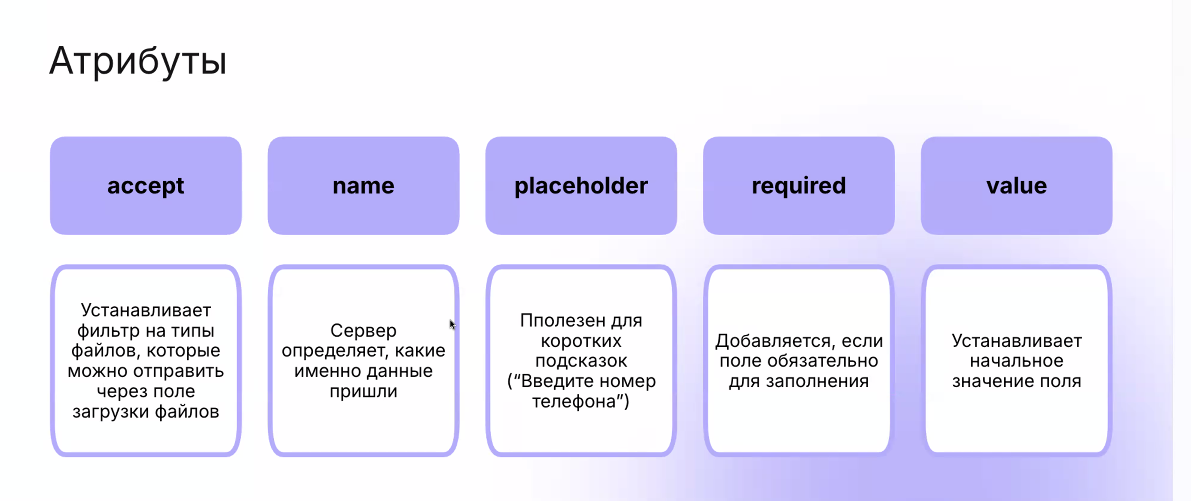 Атрибуты
accept
name
placeholder
required
value
Устанавливает
фильтр на типы
файлов, которые
можно отправить
через поле
загрузки файлов
Сервер
определяет, какие
именно данные
пришли
Пполезен для
коротких
подсказок
(“Введите номер
телефона”)
Добавляется, если
поле обязательно
для заполнения
Устанавливает
начальное
значение поля